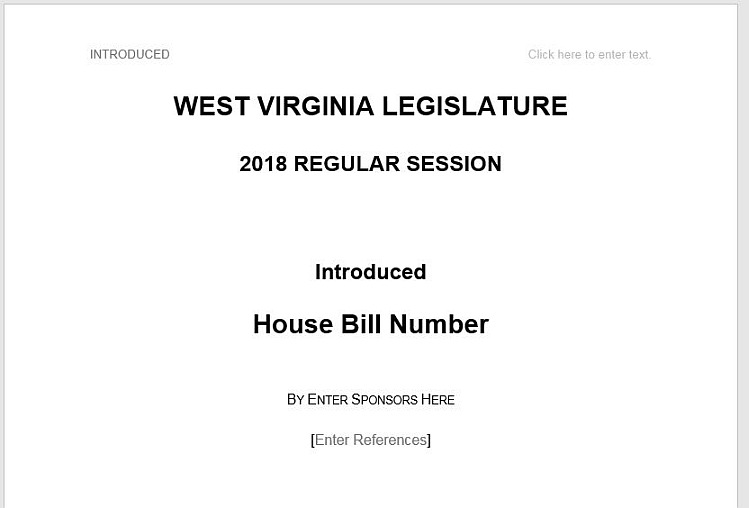 INTRODUCED Click here to enter text.
WEST VIRGINIA LEGISLATURE
2018 REGULAR SESSION
Introduced
House Bill Number
By Enter Sponsors Here
[Enter References]